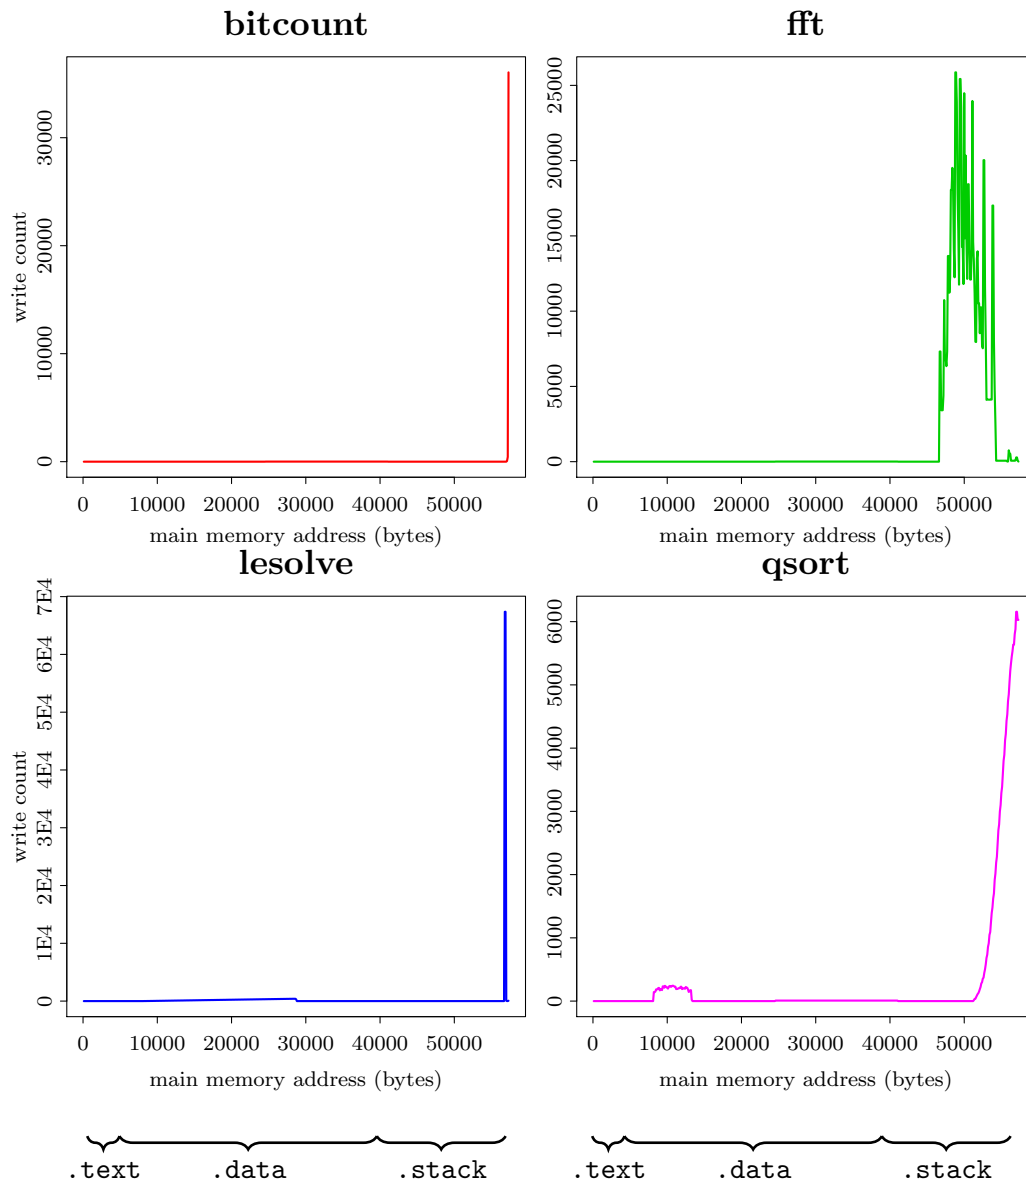 bitcount
30000
20000
10000
0
write count
0 10000 20000 30000 40000 50000
main memory address (bytes)
fft
25000
20000
15000
10000
5000
0
0 10000 20000 30000 40000 50000
main memory address (bytes)
lesolve
7E4
6E4
5E4
4E4
3E4
2E4
1E4
0
write count
0 10000 20000 30000 40000 50000
main memory address (bytes)
qsort
6000
5000
4000
3000
2000
1000
0
0 10000 20000 30000 40000 50000
main memory address (bytes)
.text .data .stack
.text .data .stack